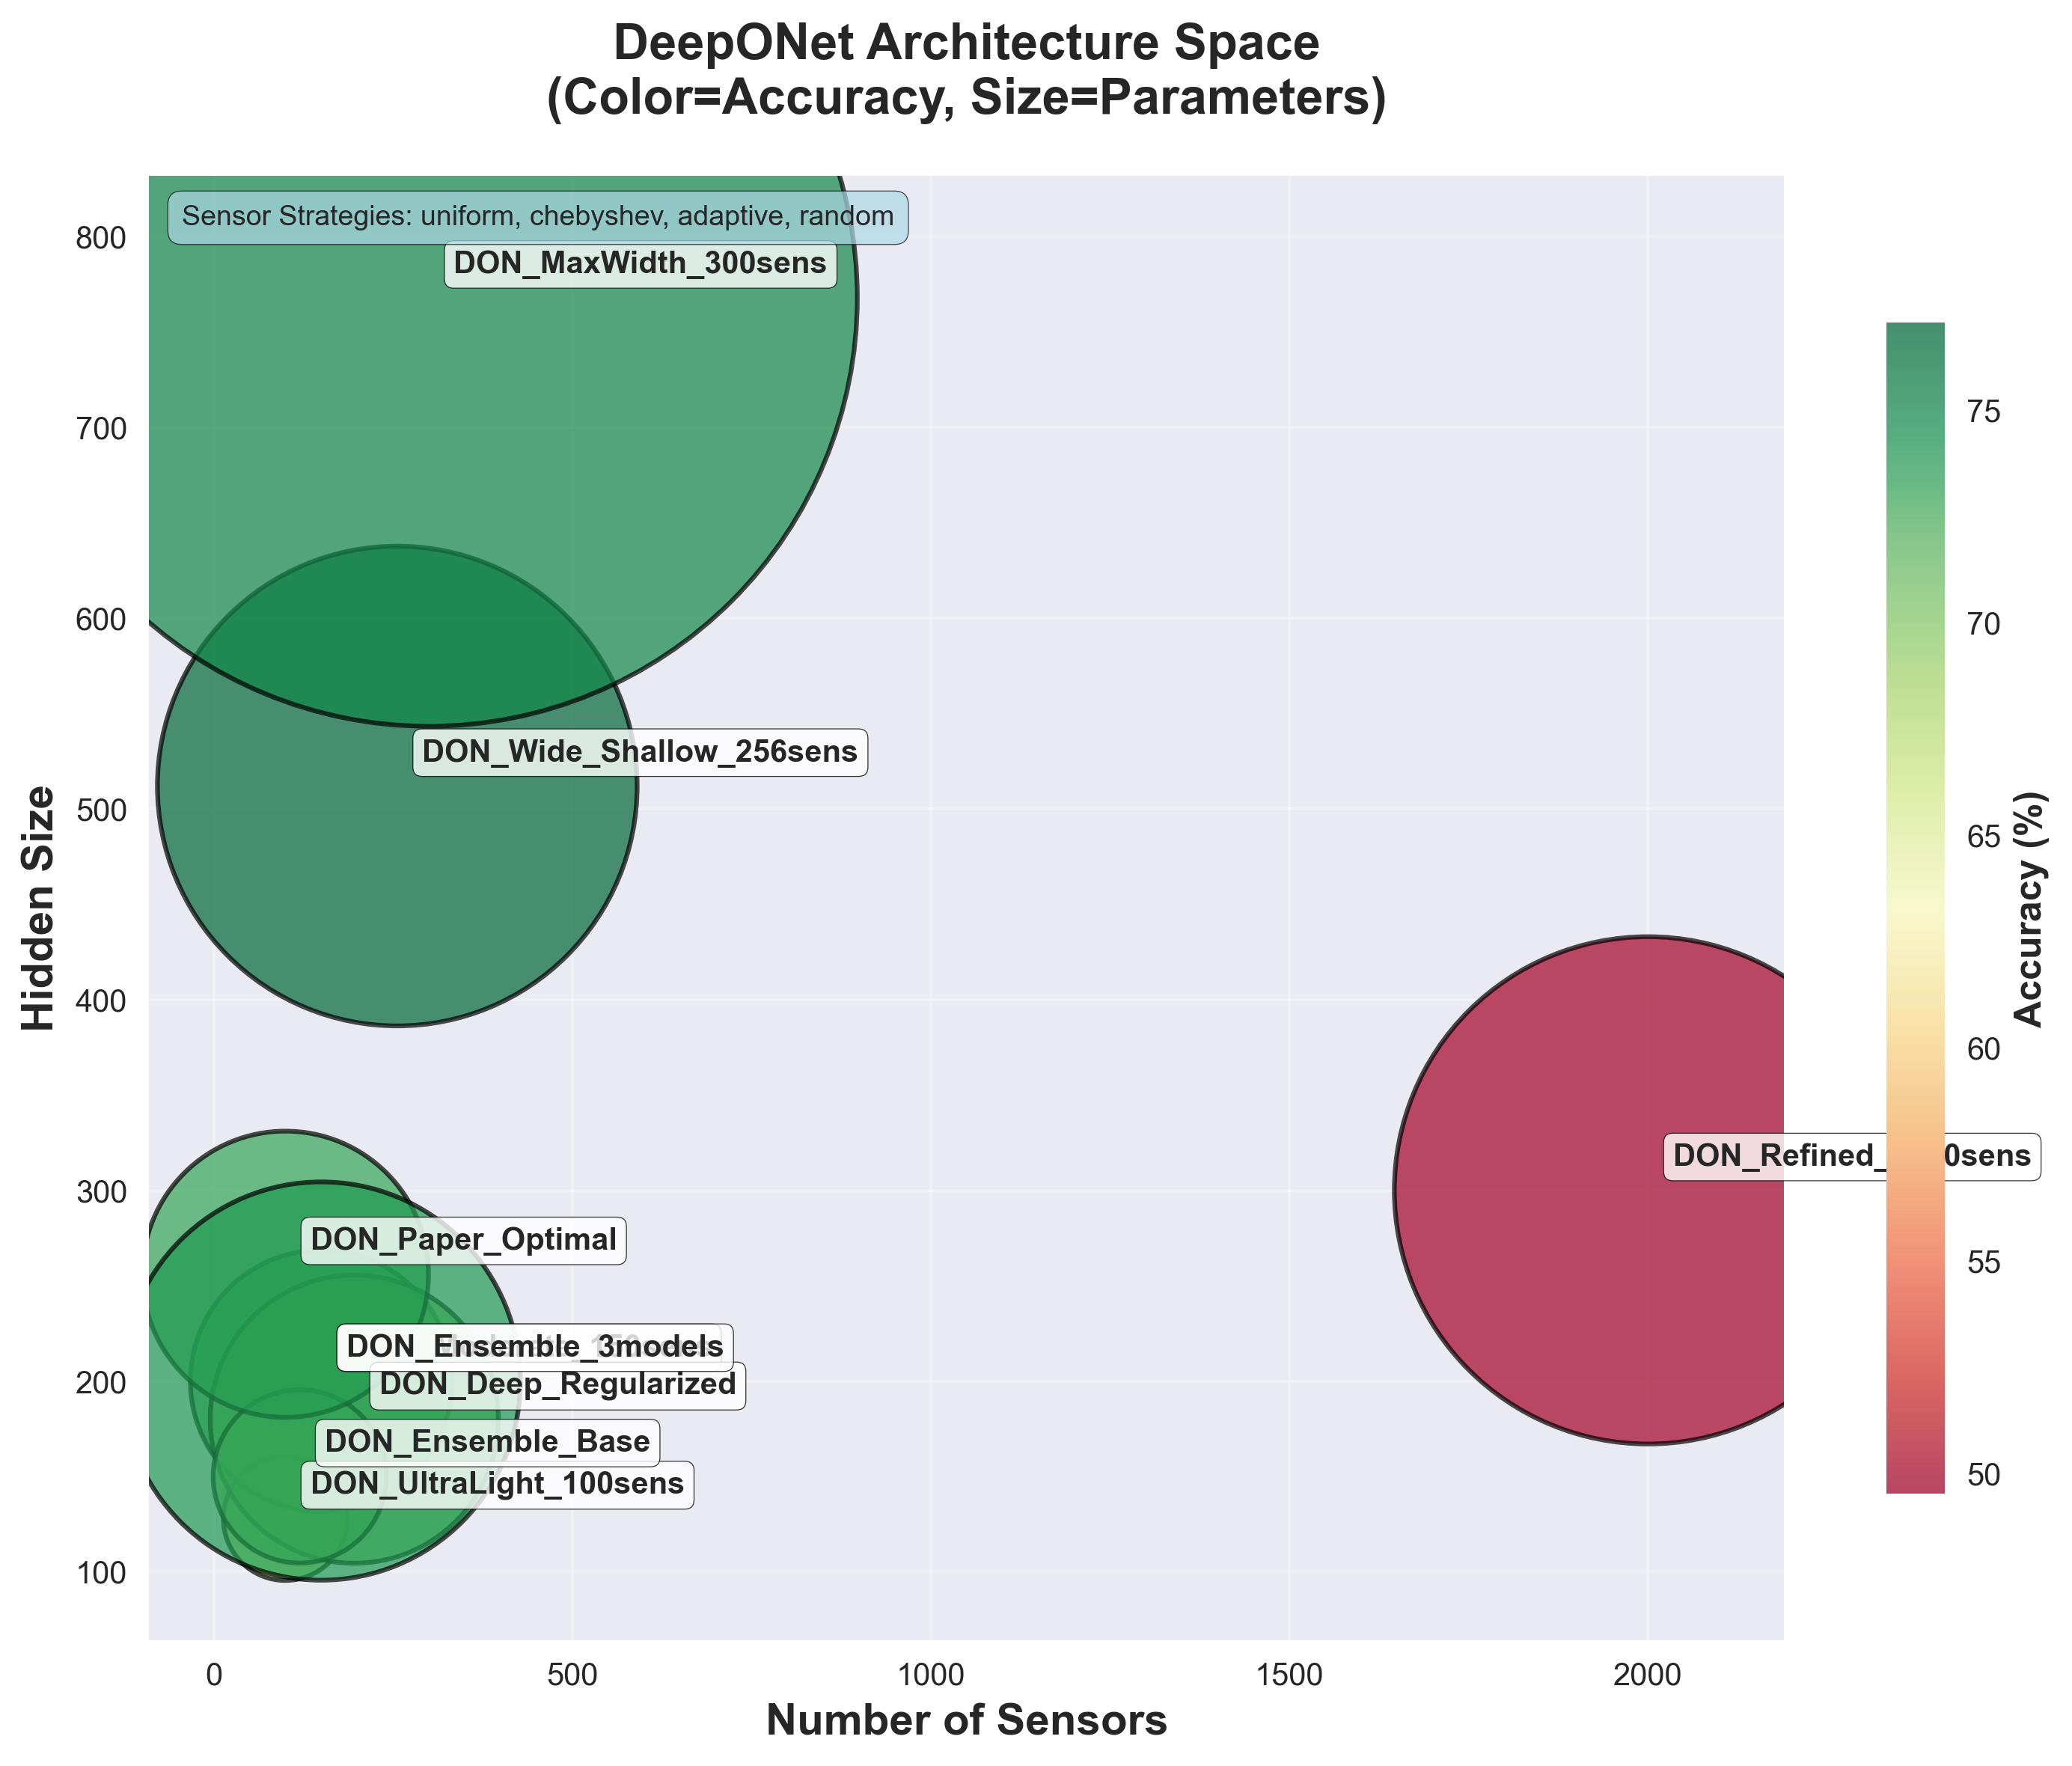 DeepONet Architecture Space
(Color=Accuracy, Size=Parameters)
Sensor Strategies: uniform, chebyshev, adaptive, random
DON_MaxWidth_300sens
DON_Wide_Shallow_256sens
DON_Refined_ 0sens
DON_Paper_Optimal
DON_Ensemble_3models
DON_Deep_Regularized
DON_Ensemble_Base
DON_UltraLight_100sens
800
700
600
500
400
300
200
100
Hidden Size
0
500
1000
1500
2000
Number of Sensors
75
70
65
60
55
50
Accuracy (%)